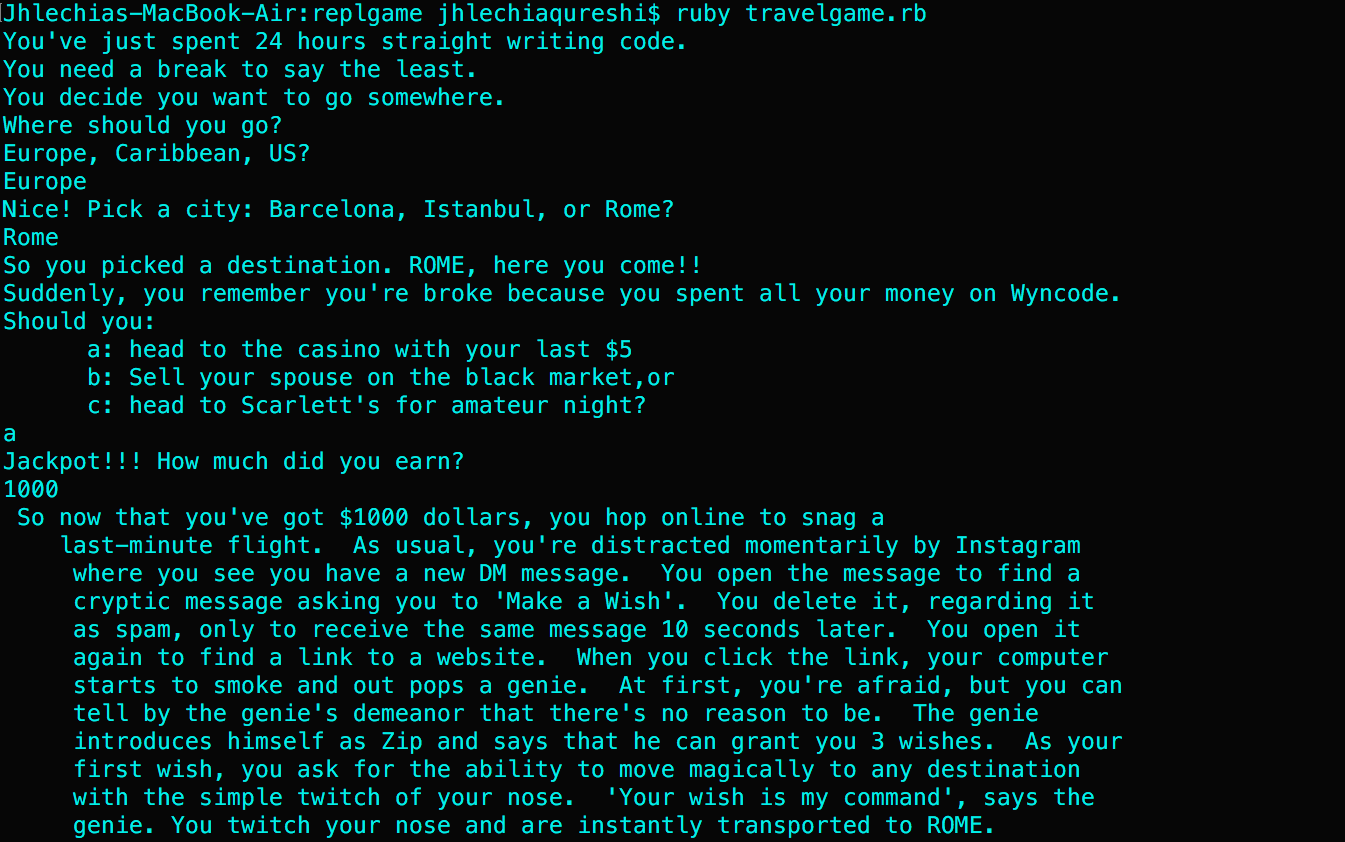 Jhlechias-MacBook-Air:replgame jhlechiaqureshi$ ruby travelgame.rb
You've just spent 24 hours straight writing code.
You need a break to say the least.
You decide you want to go somewhere.
Where should you go?
Europe, Caribbean, US?
Europe
Nice! Pick a city: Barcelona, Istanbul, or Rome?
Rome
So you picked a destination. ROME, here you come!!
Suddenly, you remember you're broke because you spent all your money on Wyncode.
Should you:
      a: head to the casino with your last $5
      b: Sell your spouse on the black market,or
      c: head to Scarlett's for amateur night?
a
Jackpot!!! How much did you earn?
1000
 So now that you've got $1000 dollars, you hop online to snag a
    last-minute flight.  As usual, you're distracted momentarily by Instagram
     where you see you have a new DM message.  You open the message to find a
     cryptic message asking you to 'Make a Wish'.  You delete it, regarding it
     as spam, only to receive the same message 10 seconds later.  You open it
     again to find a link to a website.  When you click the link, your computer
     starts to smoke and out pops a genie.  At first, you're afraid, but you can
     tell by the genie's demeanor that there's no reason to be.  The genie
     introduces himself as Zip and says that he can grant you 3 wishes.  As your
     first wish, you ask for the ability to move magically to any destination
     with the simple twitch of your nose.  'Your wish is my command', says the
     genie. You twitch your nose and are instantly transported to ROME.